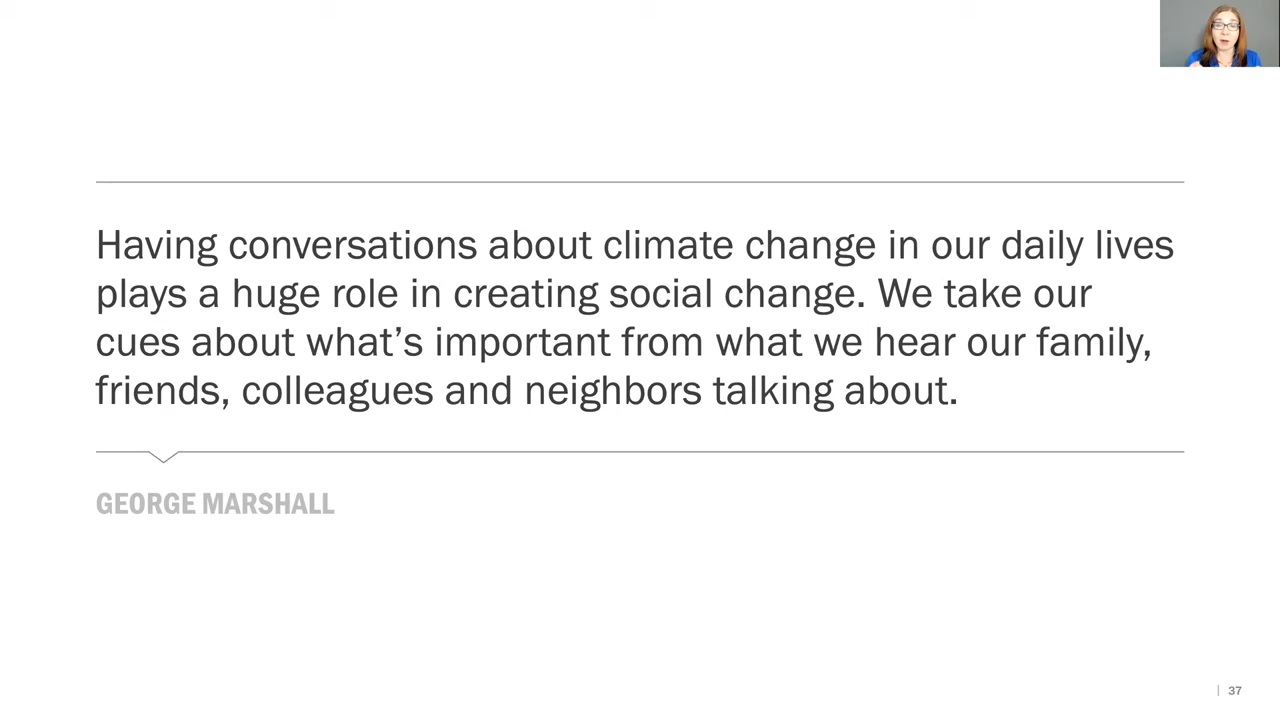 Having conversations about climate change in our daily lives
plays a huge role in creating social change. We take our
cues about what’s important from what we hear our family,
friends, colleagues and neighbors talking about.
GEORGE MARSHALL
| 37